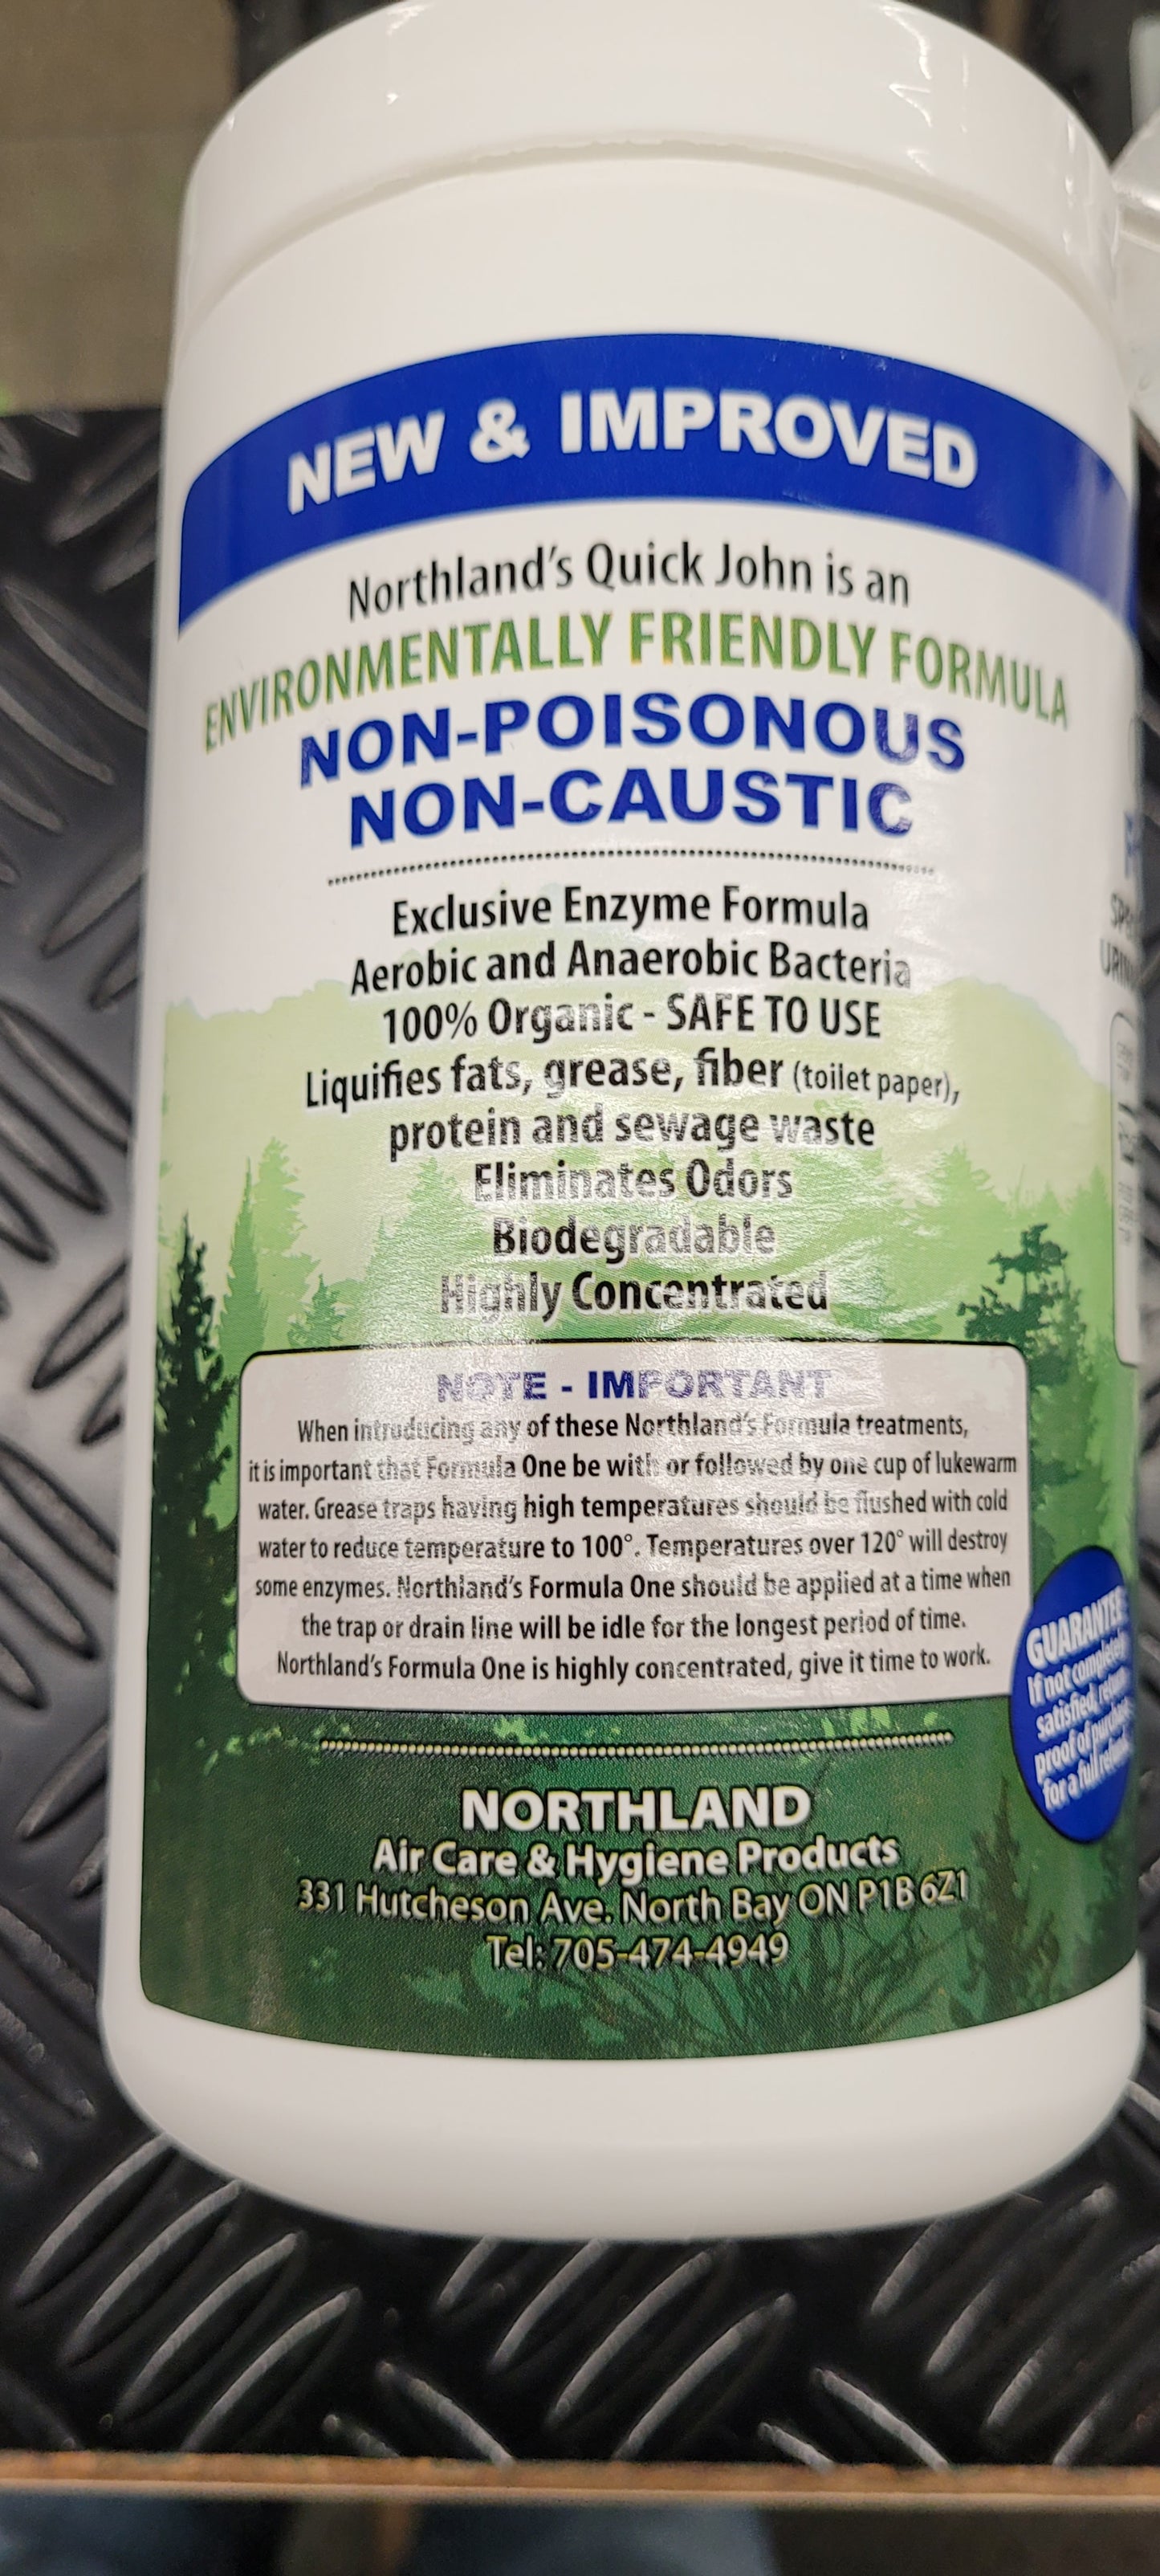 NEW & IMPROVED
Northland's Quick John is an
ENVIRONMENTALLY FRIENDLY FORMULA
NON-POISONOUS
NON-CAUSTIC
Exclusive Enzyme Formula
Aerobic and Anaerobic Bacteria
100% Organic - SAFE TO USE
Liquifies fats, grease, fiber (toilet paper),
protein and sewage waste
Eliminates Odors
Biodegradable
Highly Concentrated
NOTE - IMPORTANT
When introducing any of these Northland's Formula treatments,
it is important that Formula One be with or followed by one cup of lukewarm
water. Grease traps having high temperatures should be flushed with cold
water to reduce temperature to 100°. Temperatures over 120° will destroy
some enzymes. Northland's Formula One should be applied at a time when
the trap or drain line will be idle for the longest period of time.
Northland's Formula One is highly concentrated, give it time to work.
GUARANTEE
If not completely
satisfied, return
proof of purchase
for a full refund.
NORTHLAND
Air Care & Hygiene Products
331 Hutcheson Ave. North Bay ON P1B 6Z1
Tel: 705-474-4949